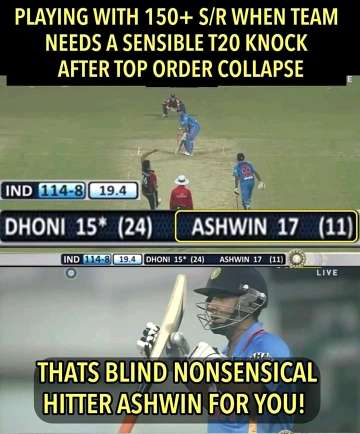 PLAYING WITH 150+ S/R WHEN TEAM
NEEDS A SENSIBLE T20 KNOCK
AFTER TOP ORDER COLLAPSE
IND 114-8 19.4
DHONI 15* (24) ASHWIN 17 (11)
IND 114-8 19.4 DHONI 15* (24) ASHWIN 17 (11)
LIVE
THATS BLIND NONSENSICAL
HITTER ASHWIN FOR YOU!